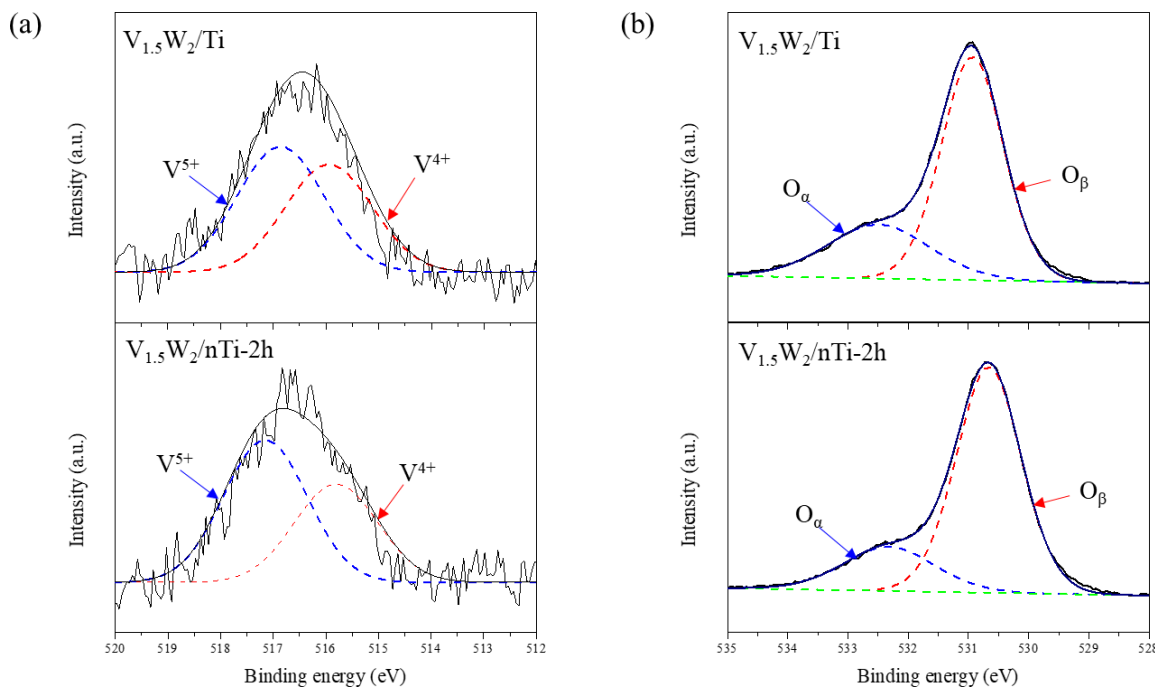 (a)
V₁.₅W₂/Ti
V⁵⁺
V⁴⁺
Intensity (a.u.)
V₁.₅W₂/nTi-2h
V⁵⁺
V⁴⁺
Intensity (a.u.)
520 519 518 517 516 515 514 513 512
Binding energy (eV)
(b)
V₁.₅W₂/Ti
Oα
Oβ
Intensity (a.u.)
V₁.₅W₂/nTi-2h
Oα
Oβ
Intensity (a.u.)
535 534 533 532 531 530 529 528
Binding energy (eV)